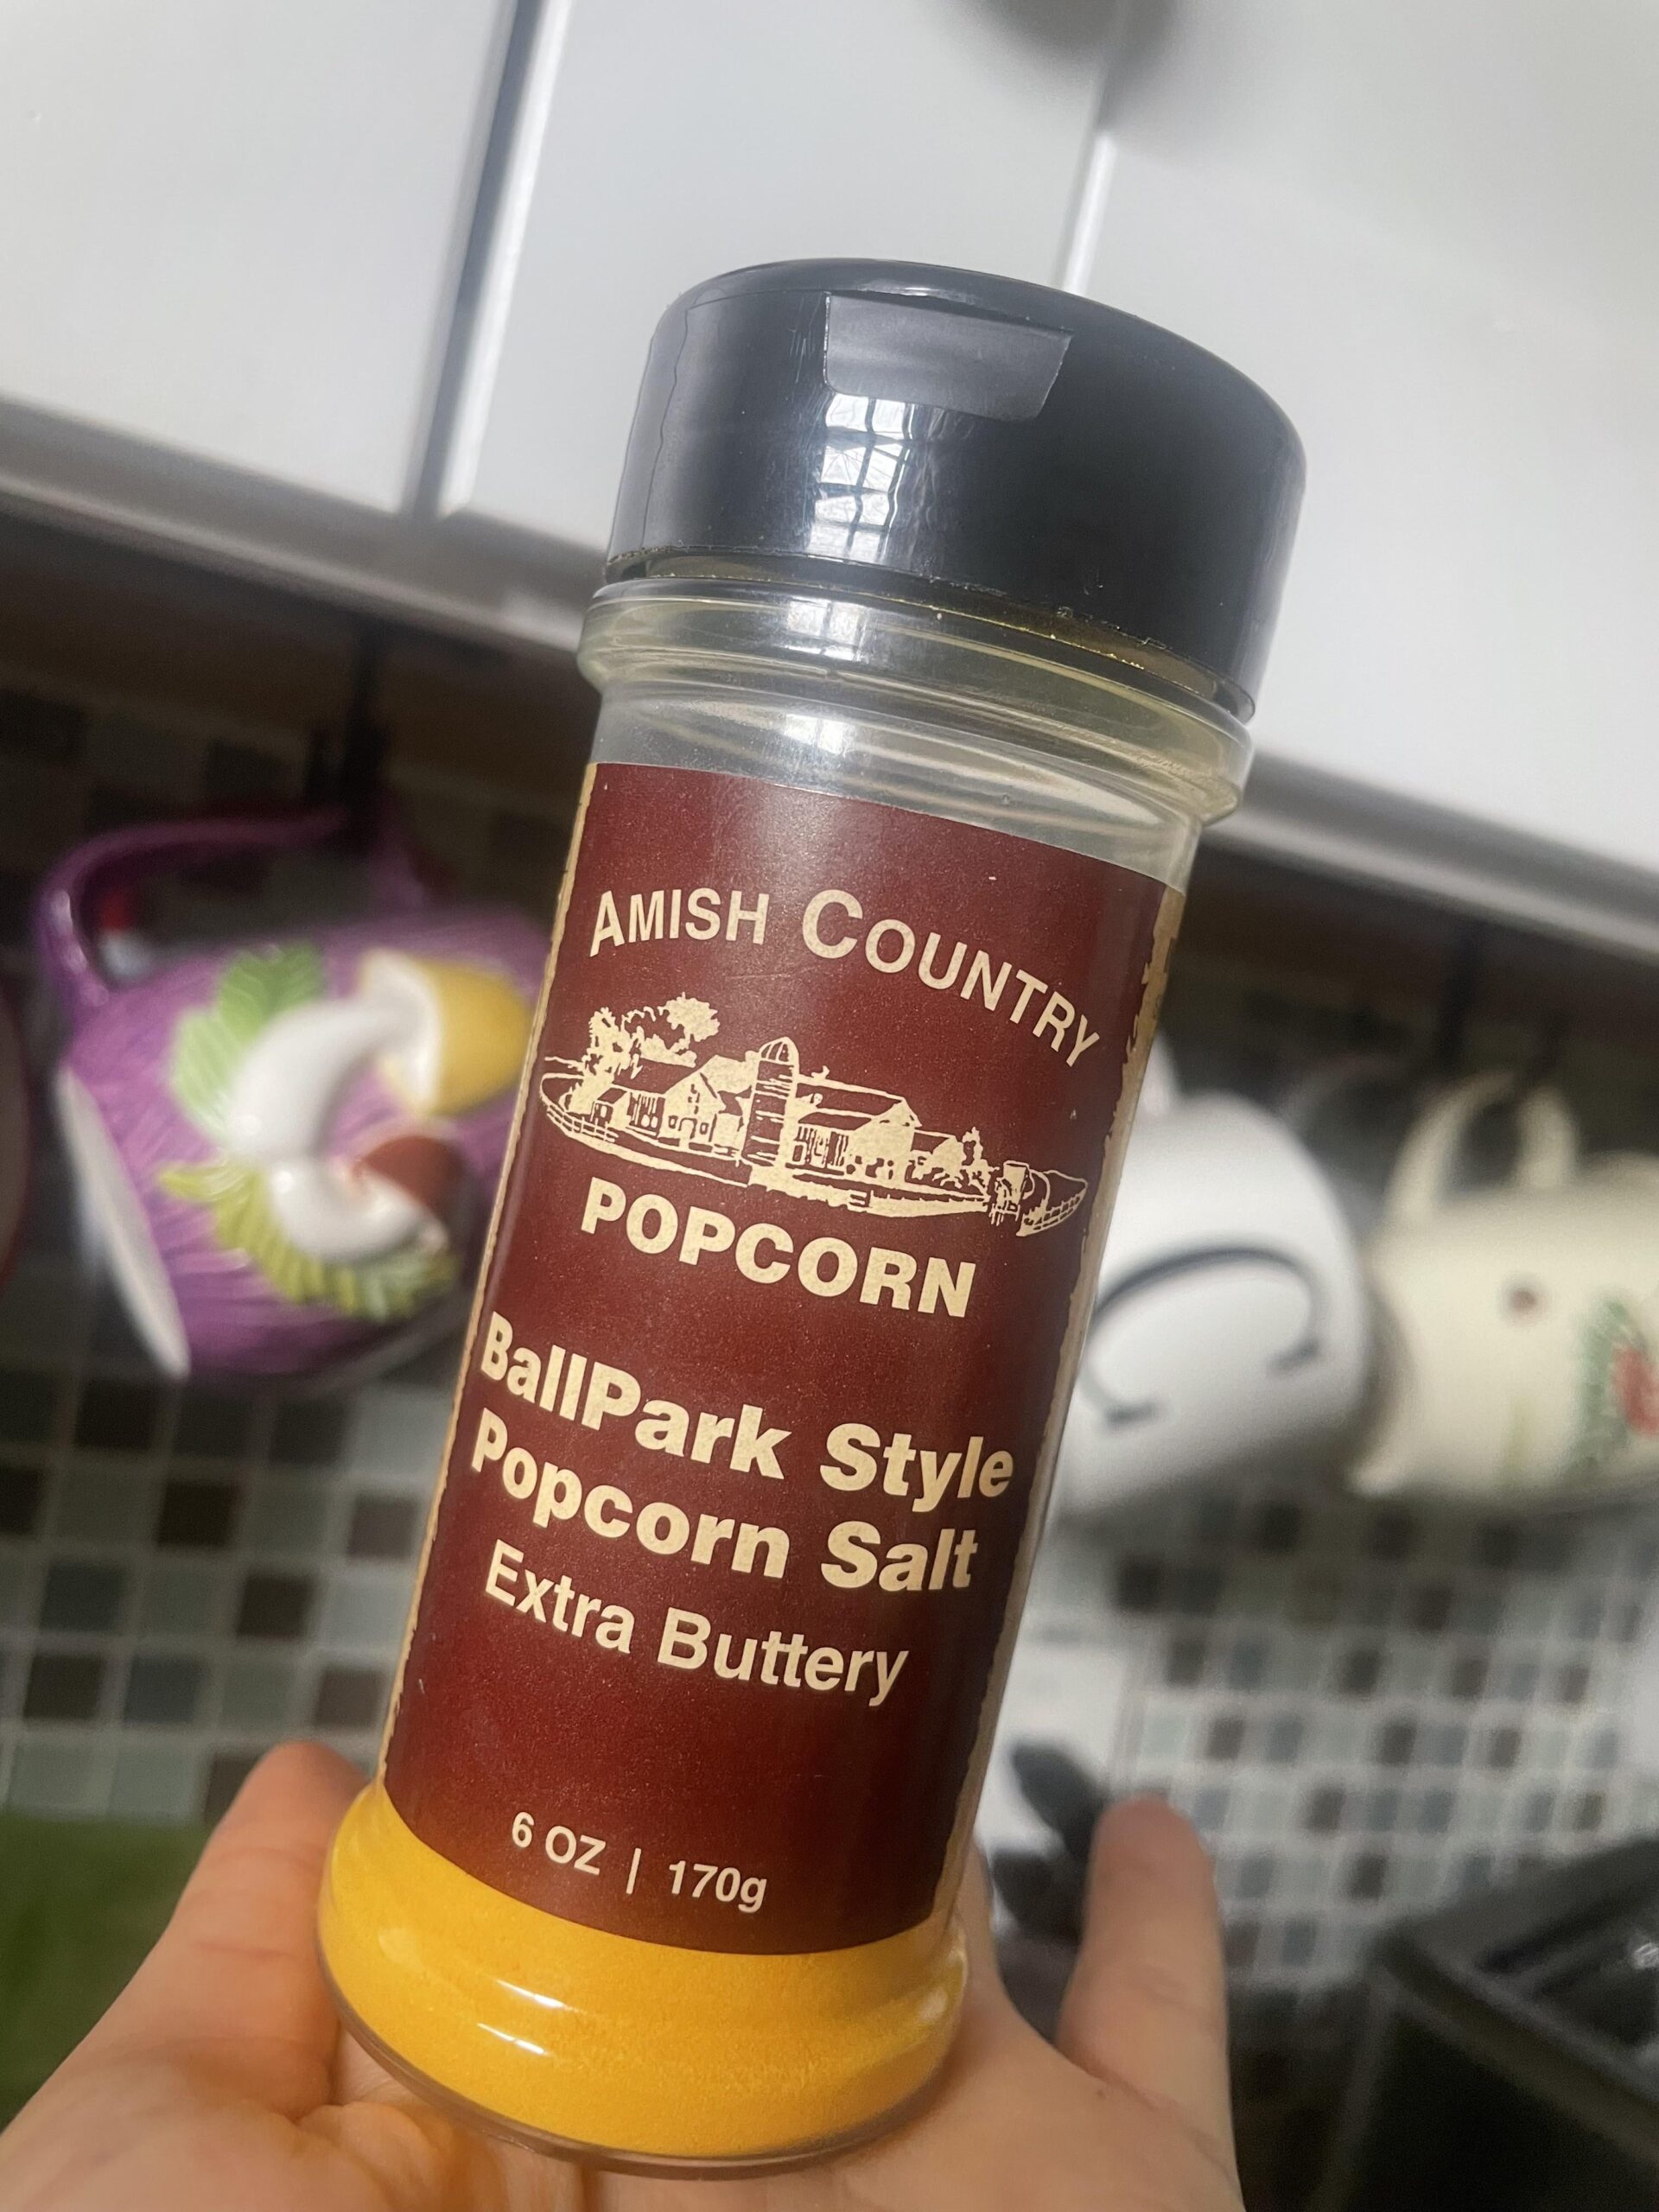 AMISH COUNTRY
POPCORN
BallPark Style
Popcorn Salt
Extra Buttery
6 OZ | 170g